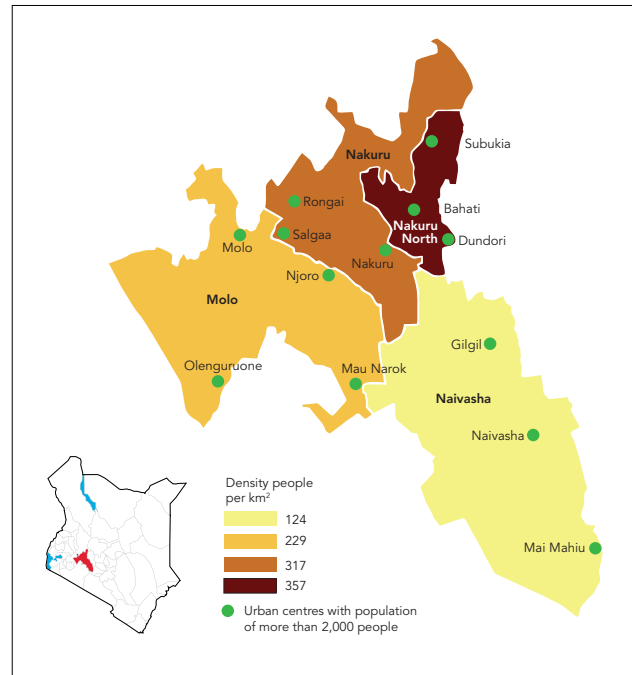 Subukia
Nakuru
Rongai
Bahati
Nakuru
North
Salgaa
Dundori
Molo
Nakuru
Njoro
Molo
Gilgil
Olenguruone
Mau Narok
Naivasha
Naivasha
Mai Mahiu
Density people
per km²
124
229
317
357
Urban centres with population
of more than 2,000 people